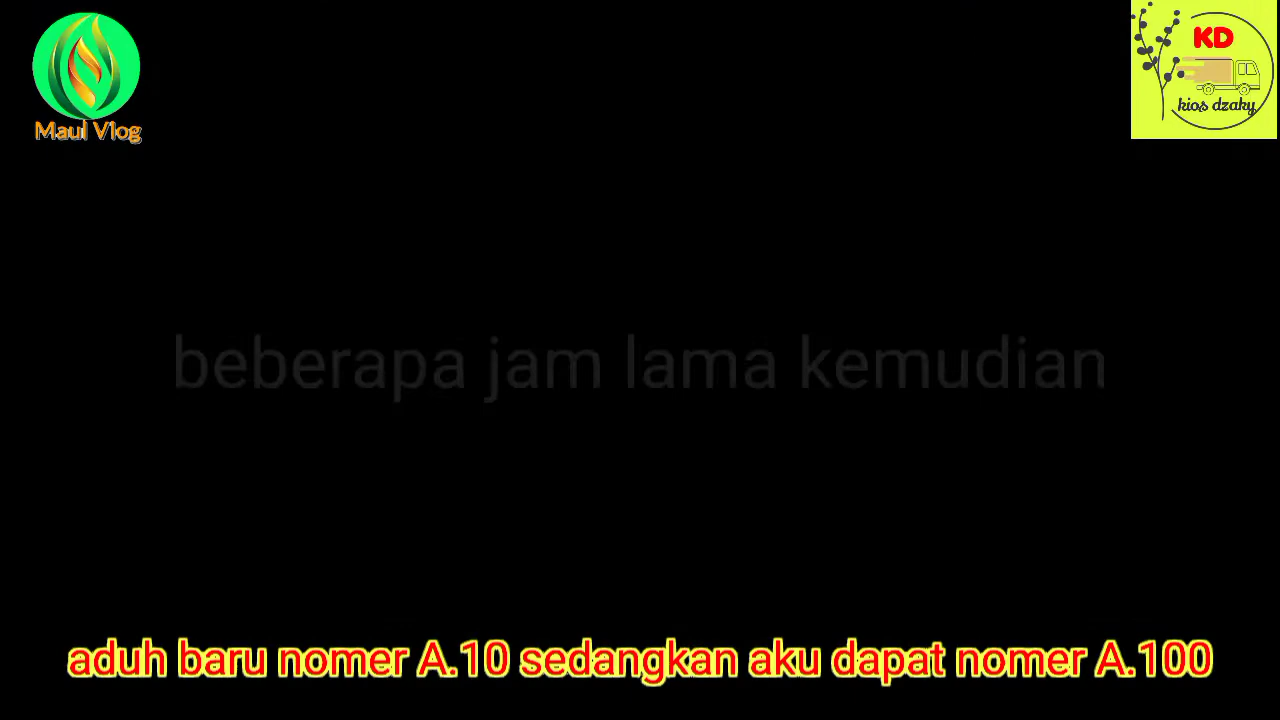 Maul Vlog
KD
kios dzaky
beberapa jam lama kemudian
aduh baru nomer A.10 sedangkan aku dapat nomer A.100